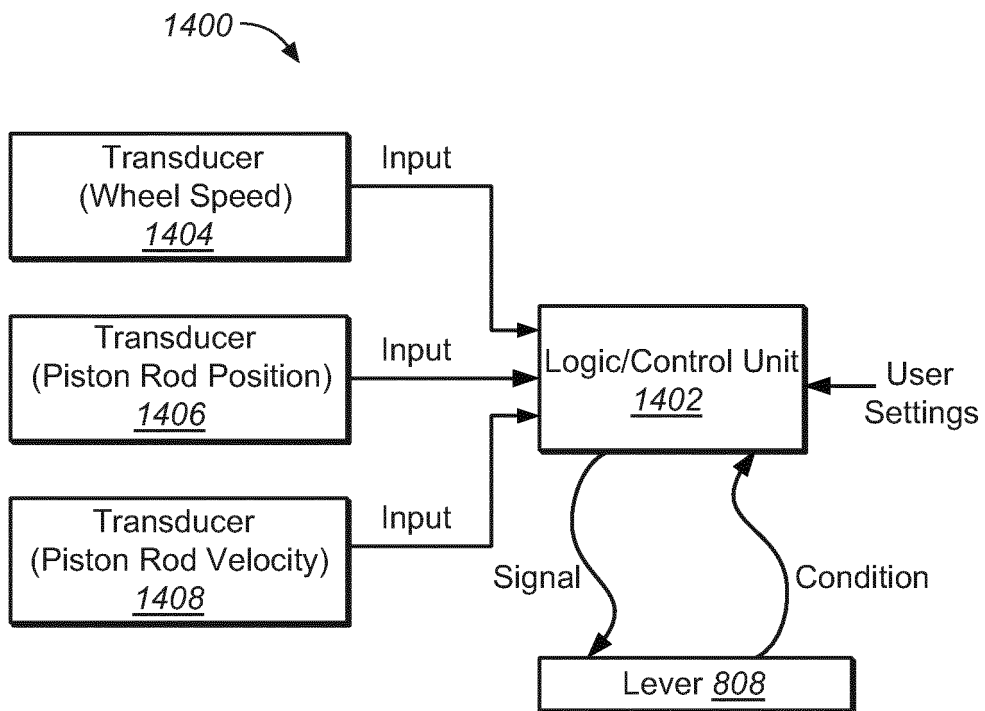 1400
Transducer
(Wheel Speed)
1404
Input
Transducer
(Piston Rod Position)
1406
Input
Transducer
(Piston Rod Velocity)
1408
Input
Logic/Control Unit
1402
User
Settings
Signal
Condition
Lever 808